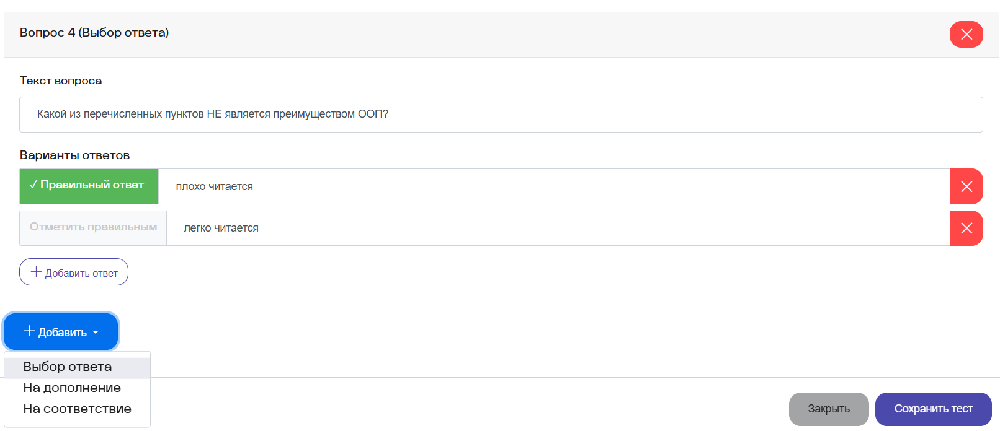 Вопрос 4 (Выбор ответа)
Текст вопроса
Какой из перечисленных пунктов НЕ является преимуществом ООП?
Варианты ответов
✓ Правильный ответ
плохо читается
Отметить правильным
легко читается
+ Добавить ответ
+ Добавить
Выбор ответа
На дополнение
На соответствие
Закрыть
Сохранить тест